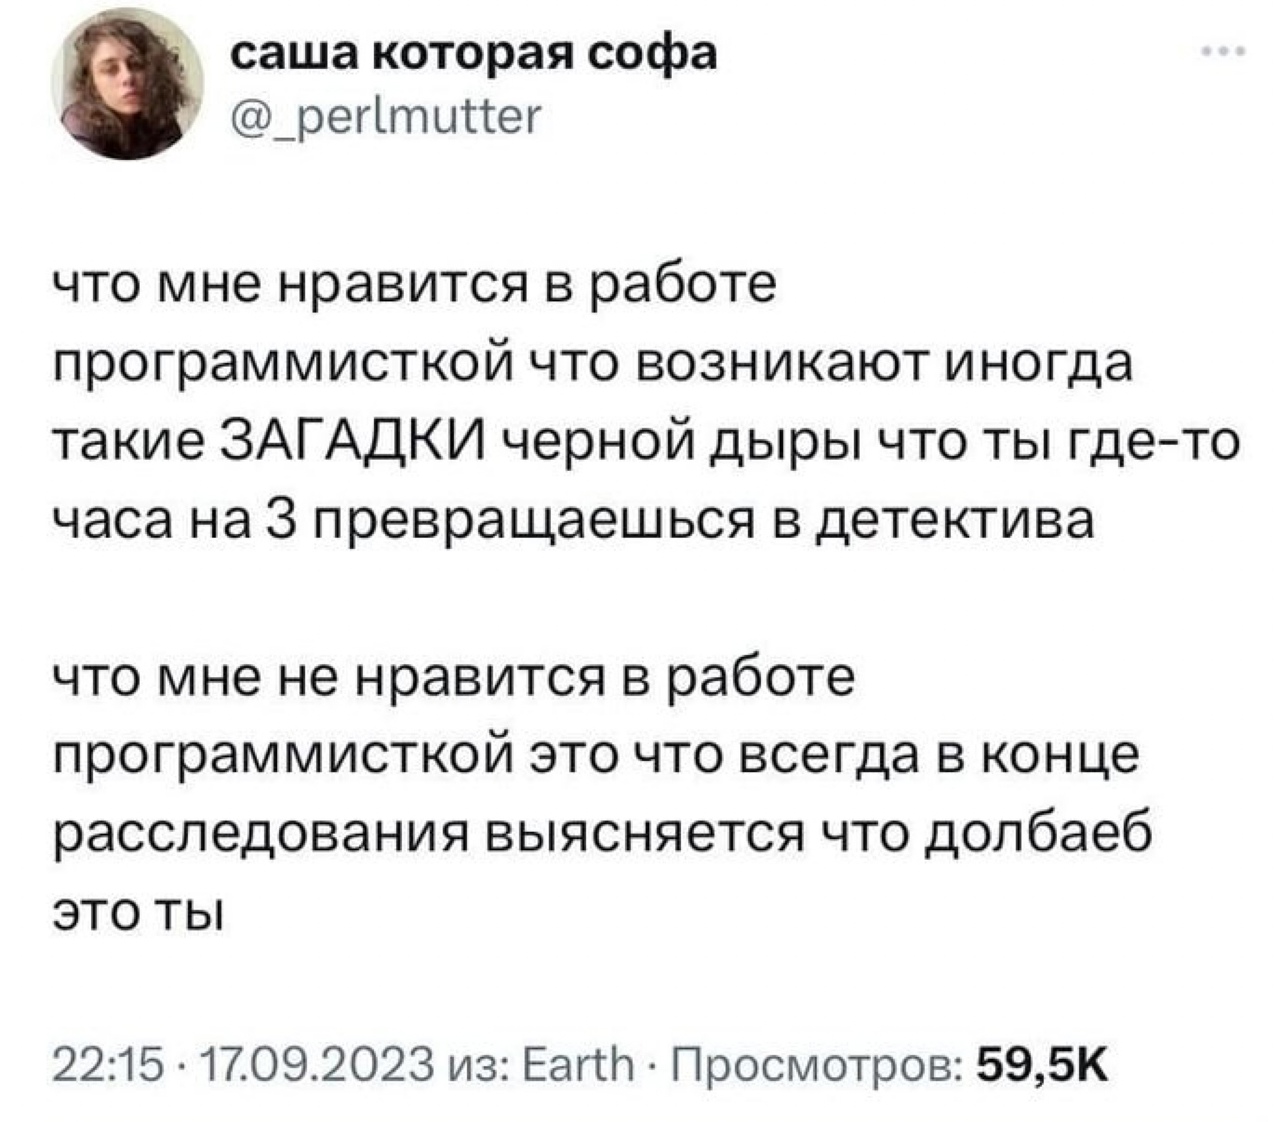 саша которая софа
@_perlmutter
что мне нравится в работе
программисткой что возникают иногда
такие ЗАГАДКИ черной дыры что ты где-то
часа на 3 превращаешься в детектива
что мне не нравится в работе
программисткой это что всегда в конце
расследования выясняется что долбаеб
это ты
22:15 · 17.09.2023 из: Earth · Просмотров: 59,5K